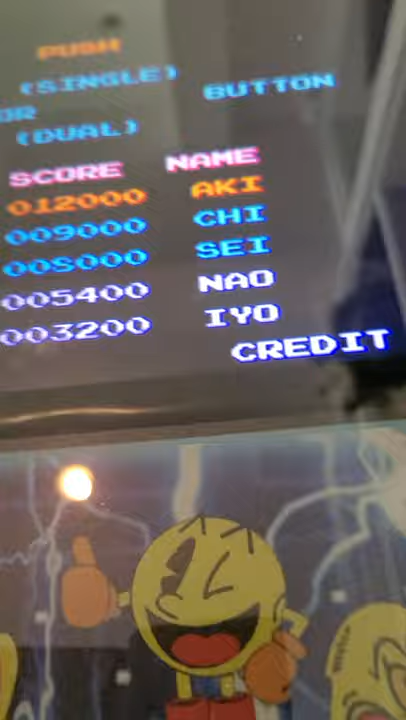 PUSH
(SINGLE) BUTTON
OR
(DUAL)
SCORE NAME
012000 AKI
009000 CHI
008000 SEI
005400 NAO
003200 IYO
CREDIT